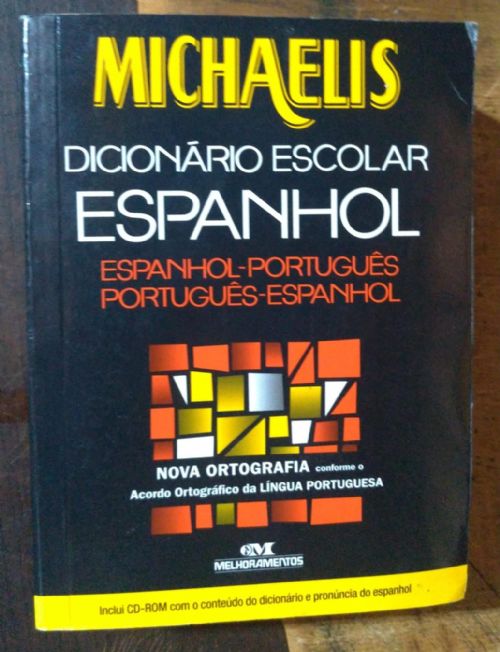 MICHAELIS
DICIONÁRIO ESCOLAR
ESPANHOL
ESPANHOL-PORTUGUÊS
PORTUGUÊS-ESPANHOL
NOVA ORTOGRAFIA conforme o
Acordo Ortográfico da LÍNGUA PORTUGUESA
MELHORAMENTOS
Inclui CD-ROM com o conteúdo do dicionário e pronúncia do espanhol